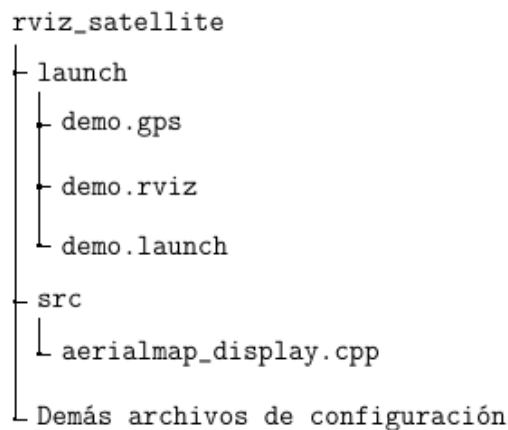 rviz_satellite
launch
demo.gps
demo.rviz
demo.launch
src
aerialmap_display.cpp
Demás archivos de configuración